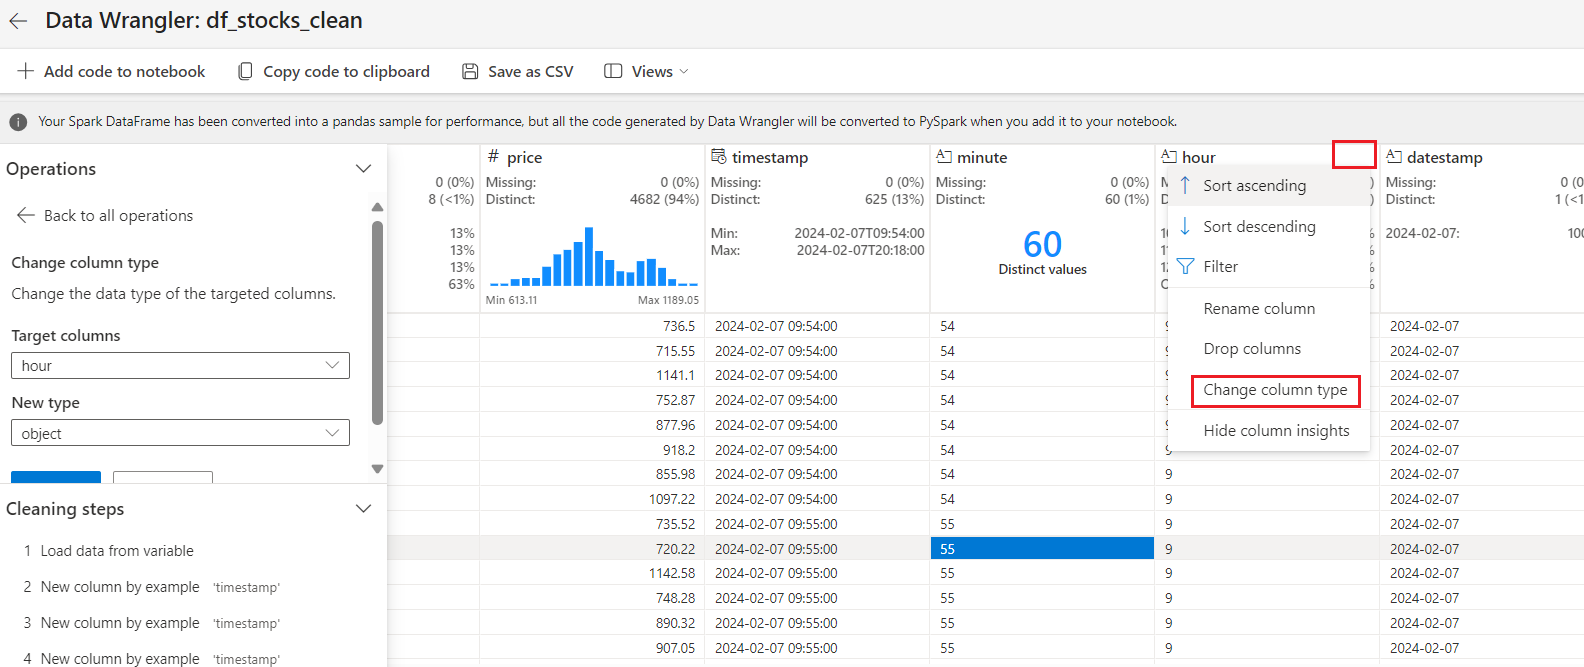 Data Wrangler: df_stocks_clean
Add code to notebook Copy code to clipboard Save as CSV Views
Your Spark DataFrame has been converted into a pandas sample for performance, but all the code generated by Data Wrangler will be converted to PySpark when you add it to your notebook.
Operations
Back to all operations
Change column type
Change the data type of the targeted columns.
Target columns
hour
New type
object
Cleaning steps
1 Load data from variable
2 New column by example 'timestamp'
3 New column by example 'timestamp'
4 New column by example 'timestamp'
0 (0%)
8 (<1%)
13%
13%
13%
63%
# price
Missing: 0 (0%)
Distinct: 4682 (94%)
Min 613.11 Max 1189.05
timestamp
Missing: 0 (0%)
Distinct: 625 (13%)
Min: 2024-02-07T09:54:00
Max: 2024-02-07T20:18:00
minute
Missing: 0 (0%)
Distinct: 60 (1%)
60
Distinct values
hour
Sort ascending
Sort descending
Filter
Rename column
Drop columns
Change column type
Hide column insights
datestamp
Missing: 0 (0
Distinct: 1 (<1
2024-02-07: 100
736.5 2024-02-07 09:54:00 54 2024-02-07
715.55 2024-02-07 09:54:00 54 2024-02-07
1141.1 2024-02-07 09:54:00 54 2024-02-07
752.87 2024-02-07 09:54:00 54 2024-02-07
877.96 2024-02-07 09:54:00 54 2024-02-07
918.2 2024-02-07 09:54:00 54 2024-02-07
855.98 2024-02-07 09:54:00 54 9 2024-02-07
1097.22 2024-02-07 09:54:00 54 9 2024-02-07
735.52 2024-02-07 09:55:00 55 9 2024-02-07
720.22 2024-02-07 09:55:00 55 9 2024-02-07
1142.58 2024-02-07 09:55:00 55 9 2024-02-07
748.28 2024-02-07 09:55:00 55 9 2024-02-07
890.32 2024-02-07 09:55:00 55 9 2024-02-07
907.05 2024-02-07 09:55:00 55 9 2024-02-07